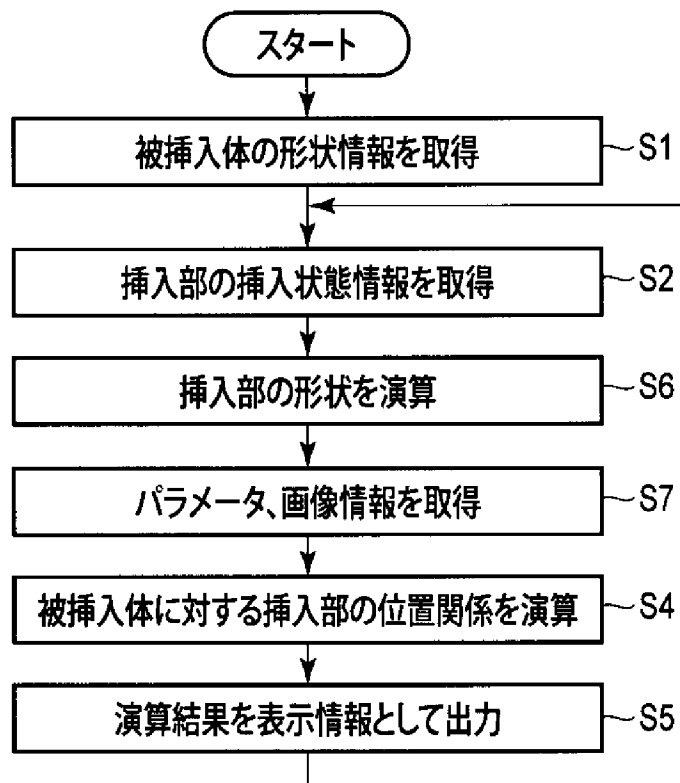 スタート
被挿入体の形状情報を取得 S1
挿入部の挿入状態情報を取得 S2
挿入部の形状を演算 S6
パラメータ、画像情報を取得 S7
被挿入体に対する挿入部の位置関係を演算 S4
演算結果を表示情報として出力 S5